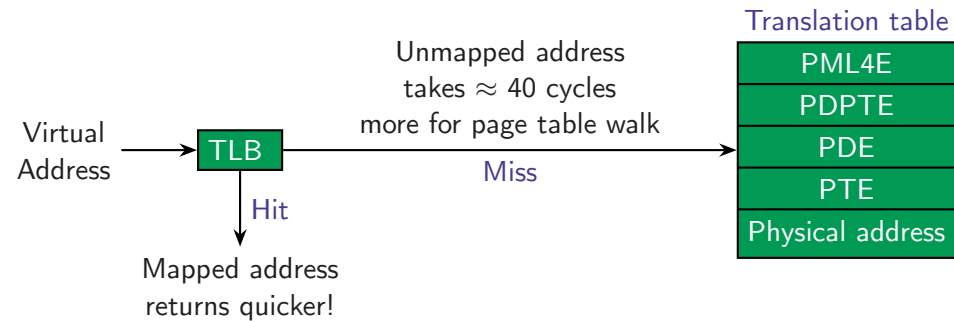 Translation table
Unmapped address
takes ≈ 40 cycles
more for page table walk
PML4E
PDPTE
PDE
PTE
Physical address
Virtual
Address
TLB
Miss
Hit
Mapped address
returns quicker!